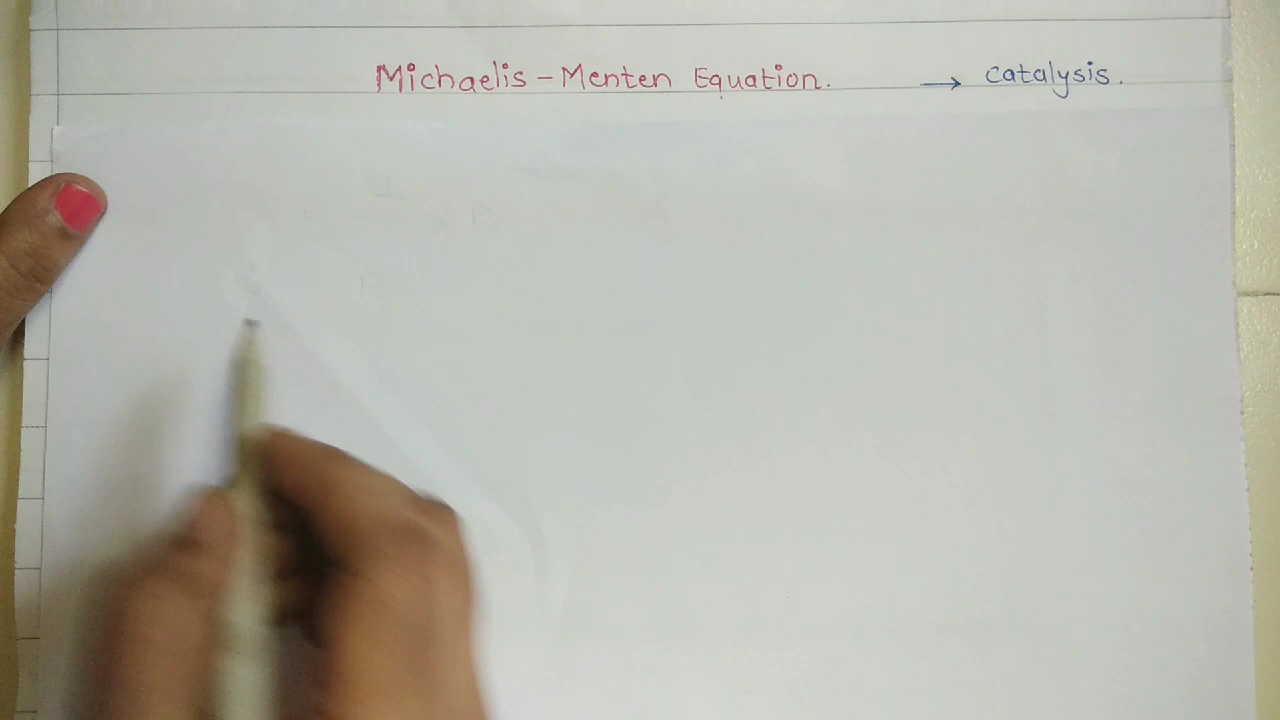 Michaelis - Menten Equation. → Catalysis.